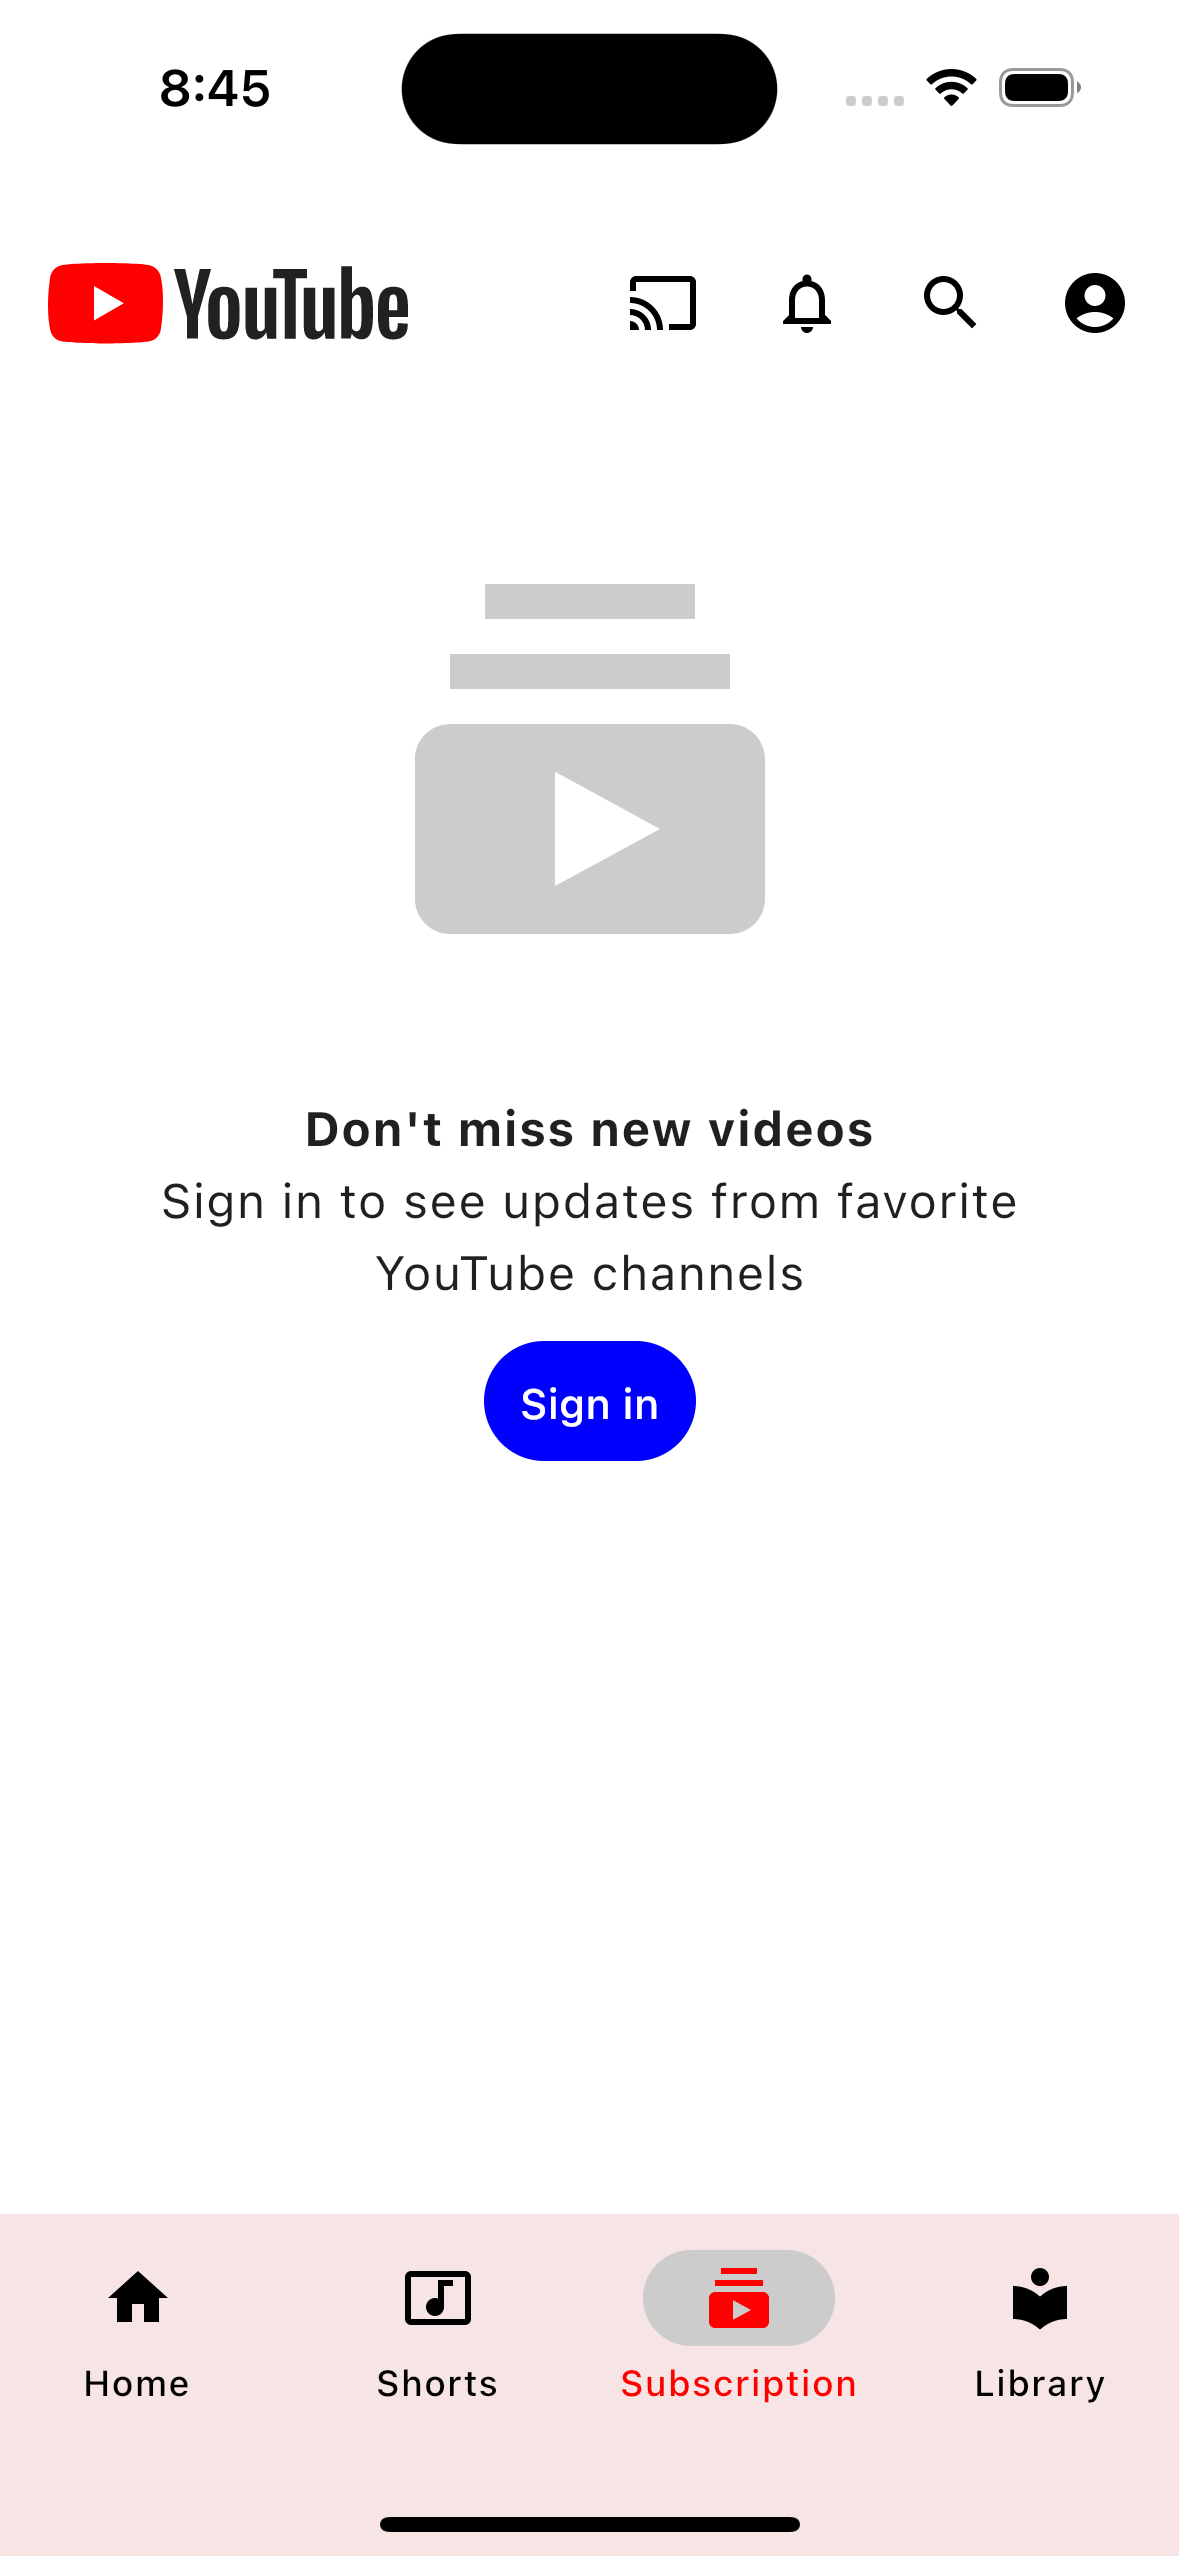 8:45
YouTube
Don't miss new videos
Sign in to see updates from favorite
YouTube channels
Sign in
Home
Shorts
Subscription
Library